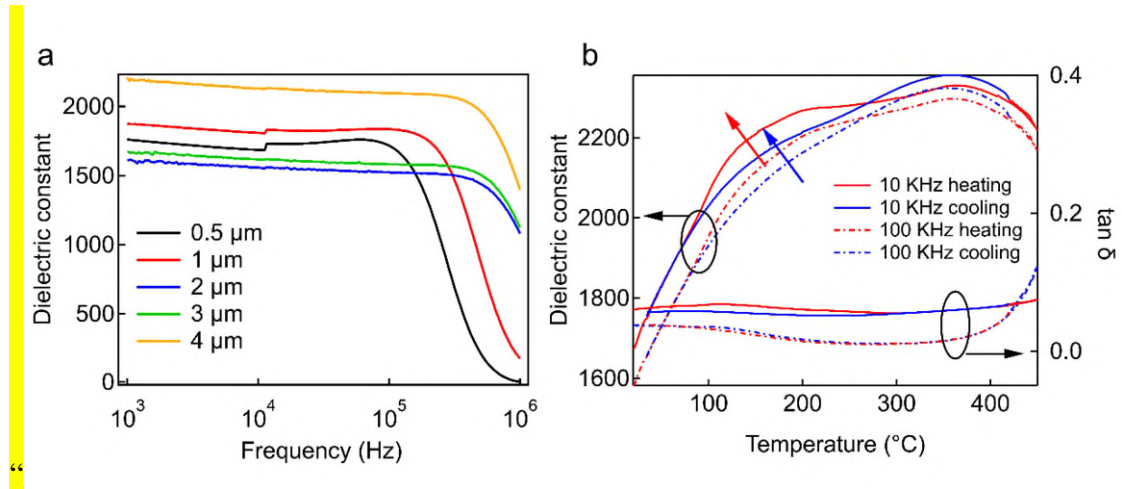 a
Dielectric constant
2000
1500
1000
500
0
0.5 μm
1 μm
2 μm
3 μm
4 μm
10³
10⁴
10⁵
10⁶
Frequency (Hz)
b
Dielectric constant
2200
2000
1800
1600
10 KHz heating
10 KHz cooling
100 KHz heating
100 KHz cooling
0.4
0.2
0.0
tan δ
100
200
300
400
Temperature (°C)
“